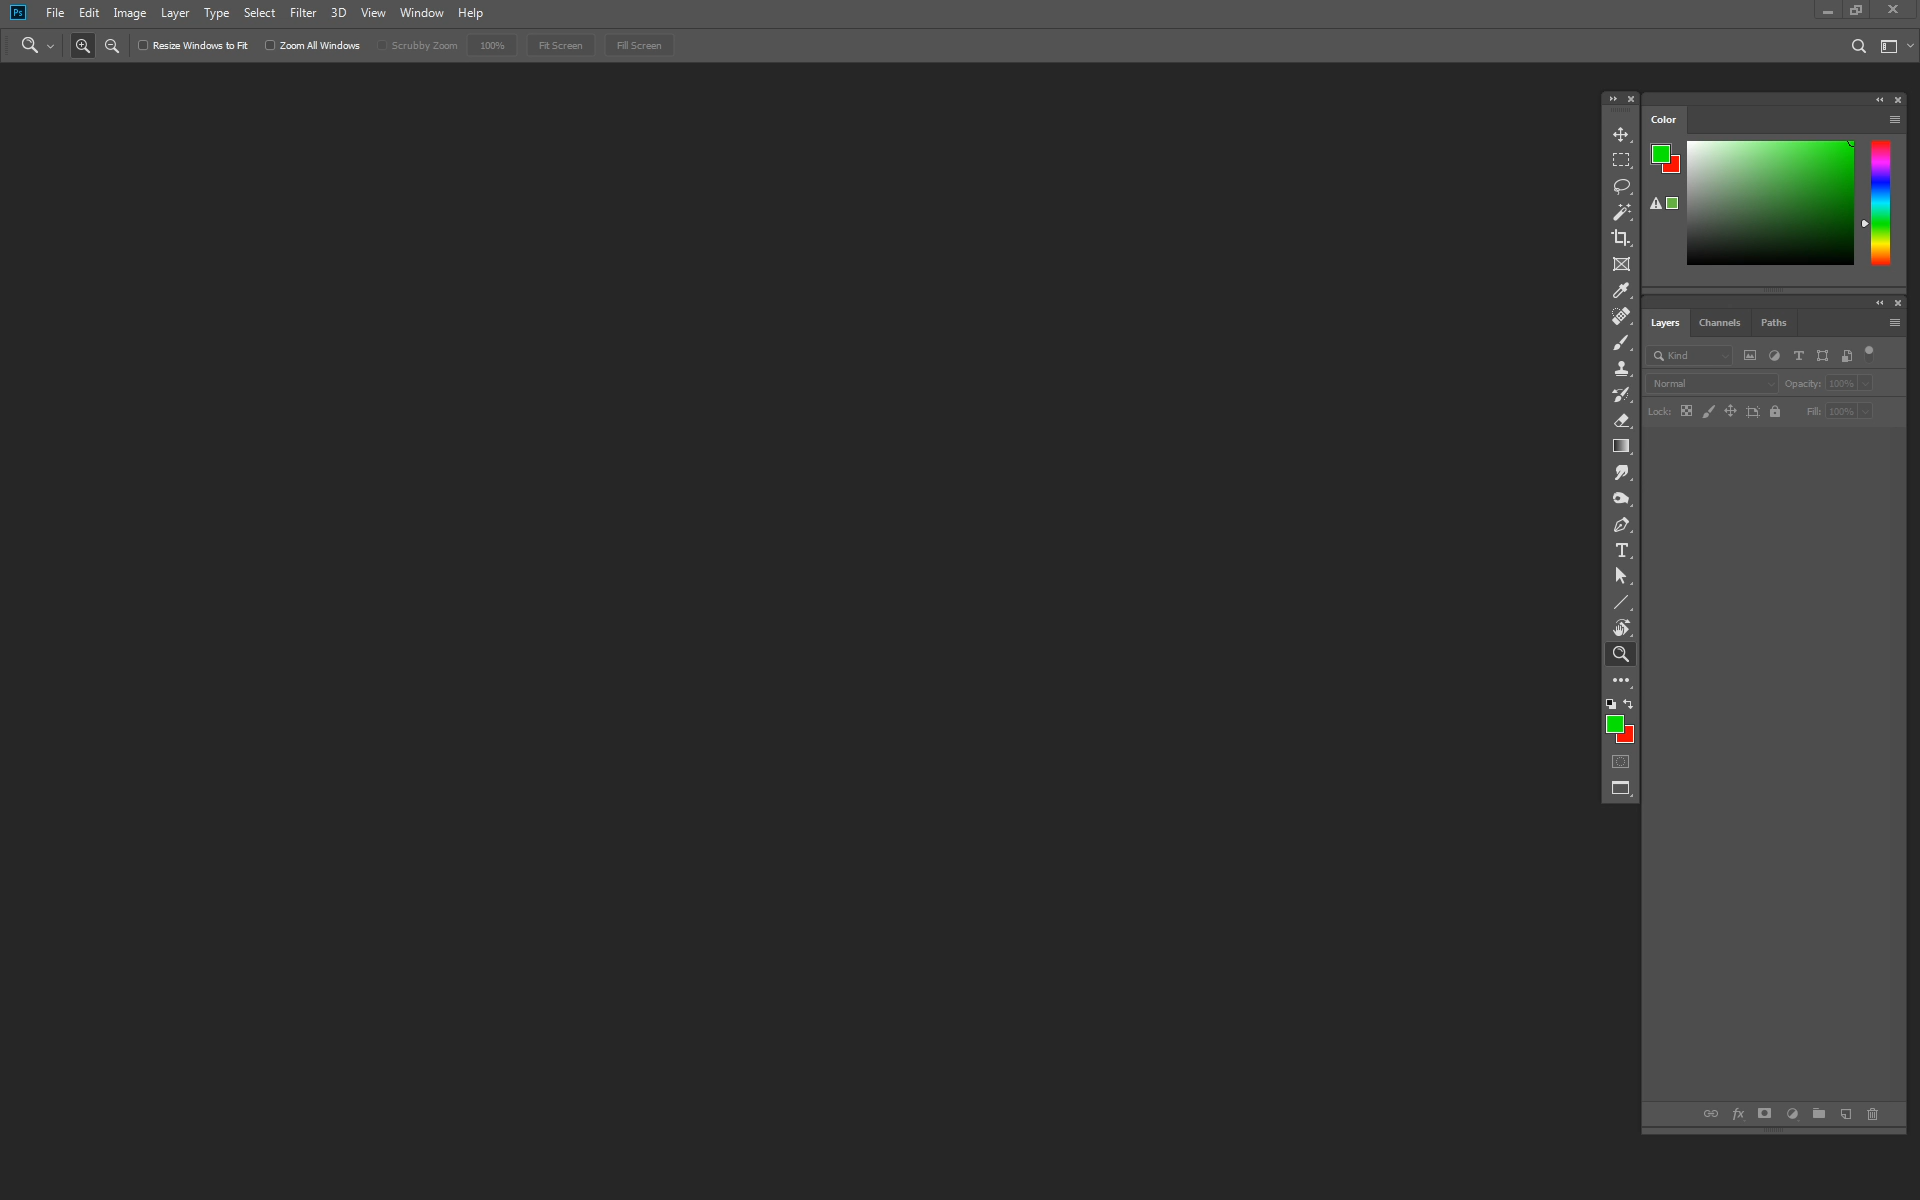 Ps File Edit Image Layer Type Select Filter 3D View Window Help
Resize Windows to Fit Zoom All Windows Scrubby Zoom 100% Fit Screen Fill Screen
Color
Layers Channels Paths
Kind
Normal Opacity: 100%
Lock: Fill: 100%
fx